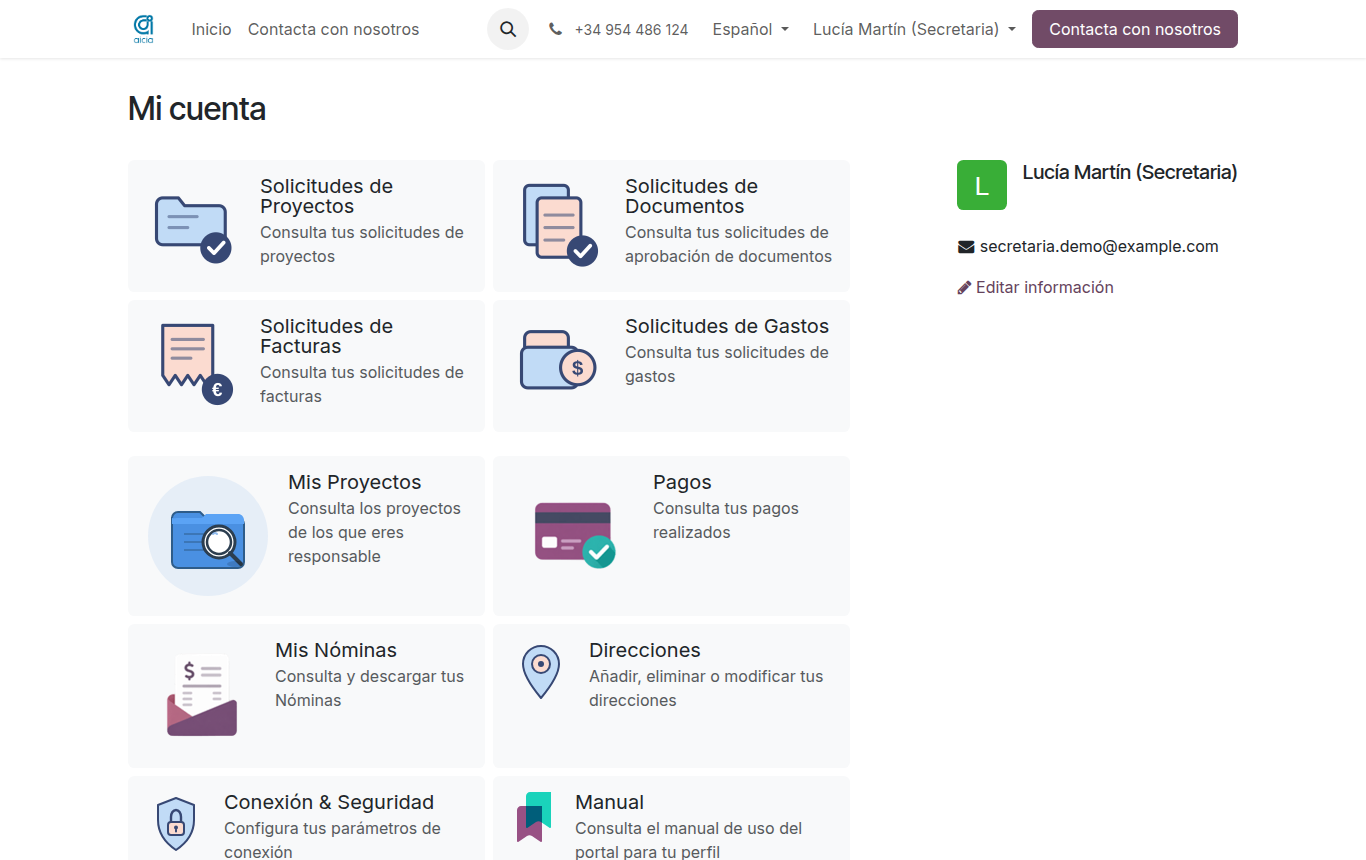 aicia
Inicio
Contacta con nosotros
+34 954 486 124
Español
Lucía Martín (Secretaria)
Contacta con nosotros
Mi cuenta
Solicitudes de
Proyectos
Consulta tus solicitudes de
proyectos
Solicitudes de
Documentos
Consulta tus solicitudes de
aprobación de documentos
L
Lucía Martín (Secretaria)
secretaria.demo@example.com
Editar información
€
Solicitudes de
Facturas
Consulta tus solicitudes de
facturas
$
Solicitudes de Gastos
Consulta tus solicitudes de
gastos
Mis Proyectos
Consulta los proyectos
de los que eres
responsable
Pagos
Consulta tus pagos
realizados
$
Mis Nóminas
Consulta y descargar tus
Nóminas
Direcciones
Añadir, eliminar o modificar tus
direcciones
Conexión & Seguridad
Configura tus parámetros de
conexión
Manual
Consulta el manual de uso del
portal para tu perfil